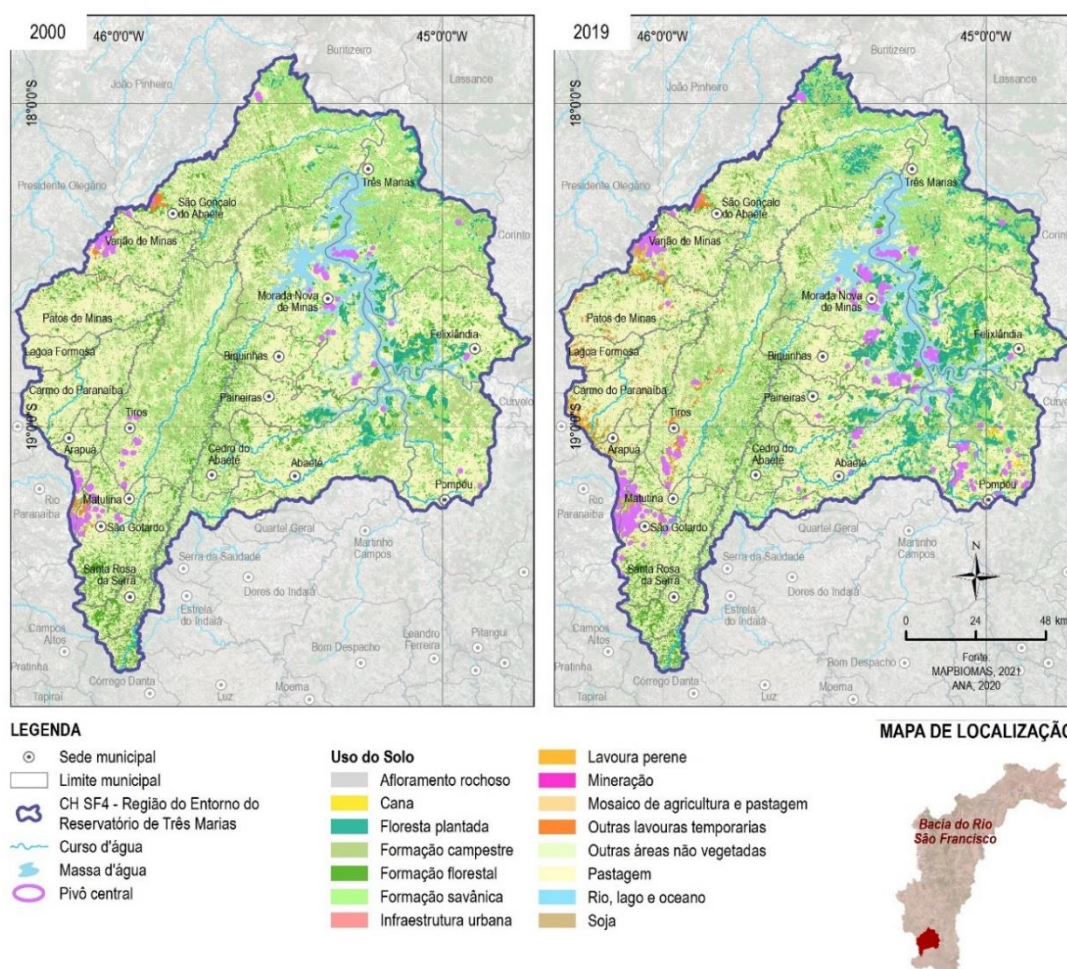 2000
46°0'0"W
45°0'0"W
18°0'0"S
19°0'0"S
Buritizeiro
João Pinheiro
Lassance
Presidente Olegário
Três Marias
São Gonçalo
do Abaeté
Varjão de Minas
Corinto
Morada Nova
de Minas
Patos de Minas
Felixlândia
Lagoa Formosa
Biquinhas
Carmo do Paranaíba
Paineiras
Curvelo
Tiros
Arapuá
Cedro do
Abaeté
Abaeté
Rio
Paranaíba
Matutina
Pompéu
São Gotardo
Quartel Geral
Martinho
Campos
Serra da Saudade
Santa Rosa
da Serra
Dores do Indaiá
Estrela
do Indaiá
Campos
Altos
Leandro
Ferreira
Pitangui
Bom Despacho
Pratinha
Córrego Danta
Tapiraí
Luz
Moema
2019
46°0'0"W
45°0'0"W
18°0'0"S
19°0'0"S
Buritizeiro
João Pinheiro
Lassance
Presidente Olegário
Três Marias
São Gonçalo
do Abaeté
Varjão de Minas
Corinto
Morada Nova
de Minas
Patos de Minas
Felixlândia
Lagoa Formosa
Biquinhas
Carmo do Paranaíba
Paineiras
Curvelo
Tiros
Arapuá
Cedro do
Abaeté
Abaeté
Rio
Paranaíba
Matutina
Pompéu
São Gotardo
Quartel Geral
Martinho
Campos
Serra da Saudade
Santa Rosa
da Serra
Dores do Indaiá
Estrela
do Indaiá
Campos
Altos
Bom Despacho
Pratinha
Córrego Danta
Tapiraí
Luz
Moema
N
0 24 48 km
Fonte:
MAPBIOMAS, 2021
ANA, 2020
LEGENDA
Sede municipal
Limite municipal
CH SF4 - Região do Entorno do
Reservatório de Três Marias
Curso d'água
Massa d'água
Pivô central
Uso do Solo
Afloramento rochoso
Cana
Floresta plantada
Formação campestre
Formação florestal
Formação savânica
Infraestrutura urbana
Lavoura perene
Mineração
Mosaico de agricultura e pastagem
Outras lavouras temporarias
Outras áreas não vegetadas
Pastagem
Rio, lago e oceano
Soja
MAPA DE LOCALIZAÇÃO
Bacia do Rio
São Francisco